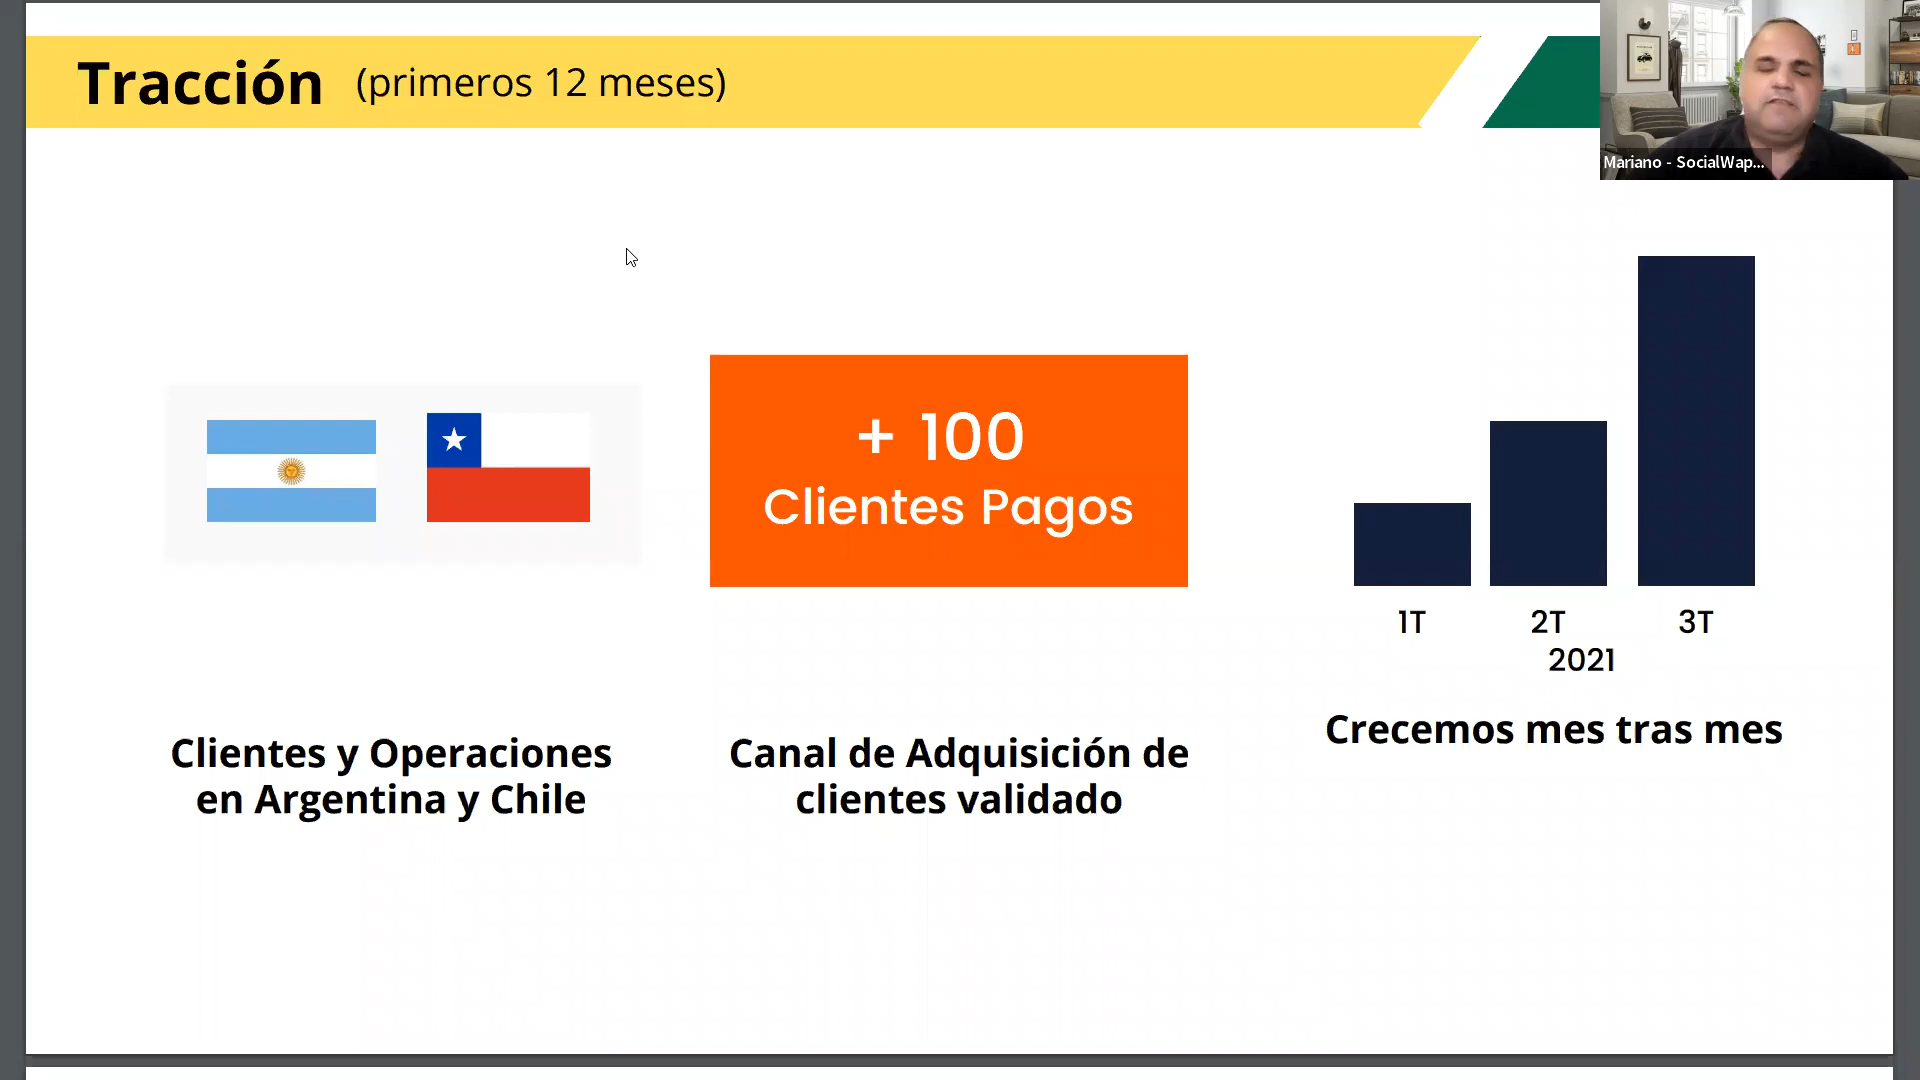 Tracción (primeros 12 meses)
Mariano - SocialWap...
+ 100
Clientes Pagos
1T 2T 3T
2021
Clientes y Operaciones
en Argentina y Chile
Canal de Adquisición de
clientes validado
Crecemos mes tras mes